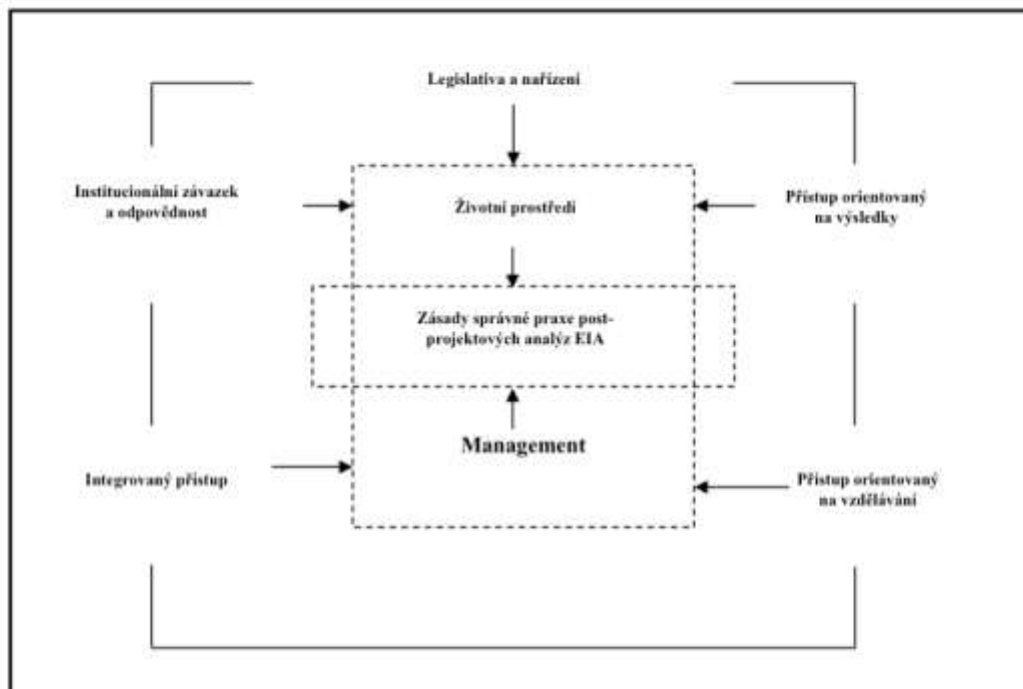 Legislativa a nařízení
Institucionální závazek
a odpovědnost
Životní prostředí
Přístup orientovaný
na výsledky
Zásady správné praxe post-
projektových analýz EIA
Management
Integrovaný přístup
Přístup orientovaný
na vzdělávání